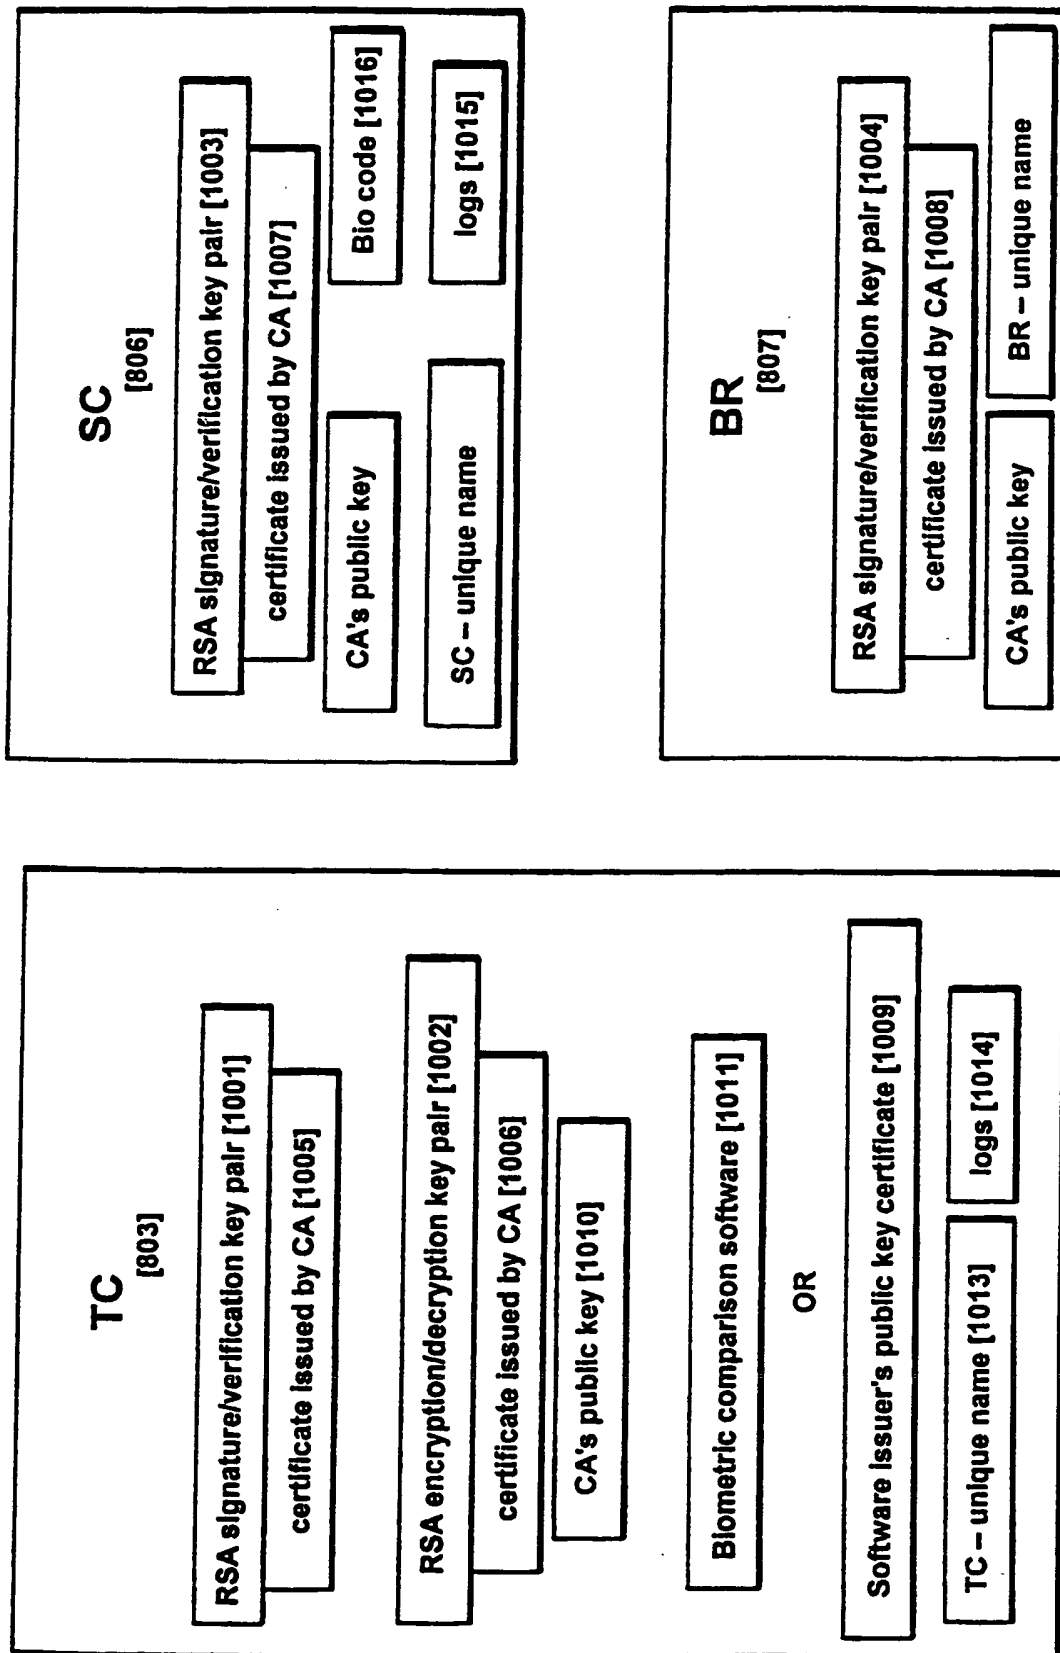 TC
[803]
RSA signature/verification key pair [1001]
certificate issued by CA [1005]
RSA encryption/decryption key pair [1002]
certificate issued by CA [1006]
CA's public key [1010]
Biometric comparison software [1011]
OR
Software issuer's public key certificate [1009]
TC – unique name [1013]
logs [1014]
SC
[806]
RSA signature/verification key pair [1003]
certificate issued by CA [1007]
CA's public key
Bio code [1016]
SC – unique name
logs [1015]
BR
[807]
RSA signature/verification key pair [1004]
certificate issued by CA [1008]
CA's public key
BR – unique name